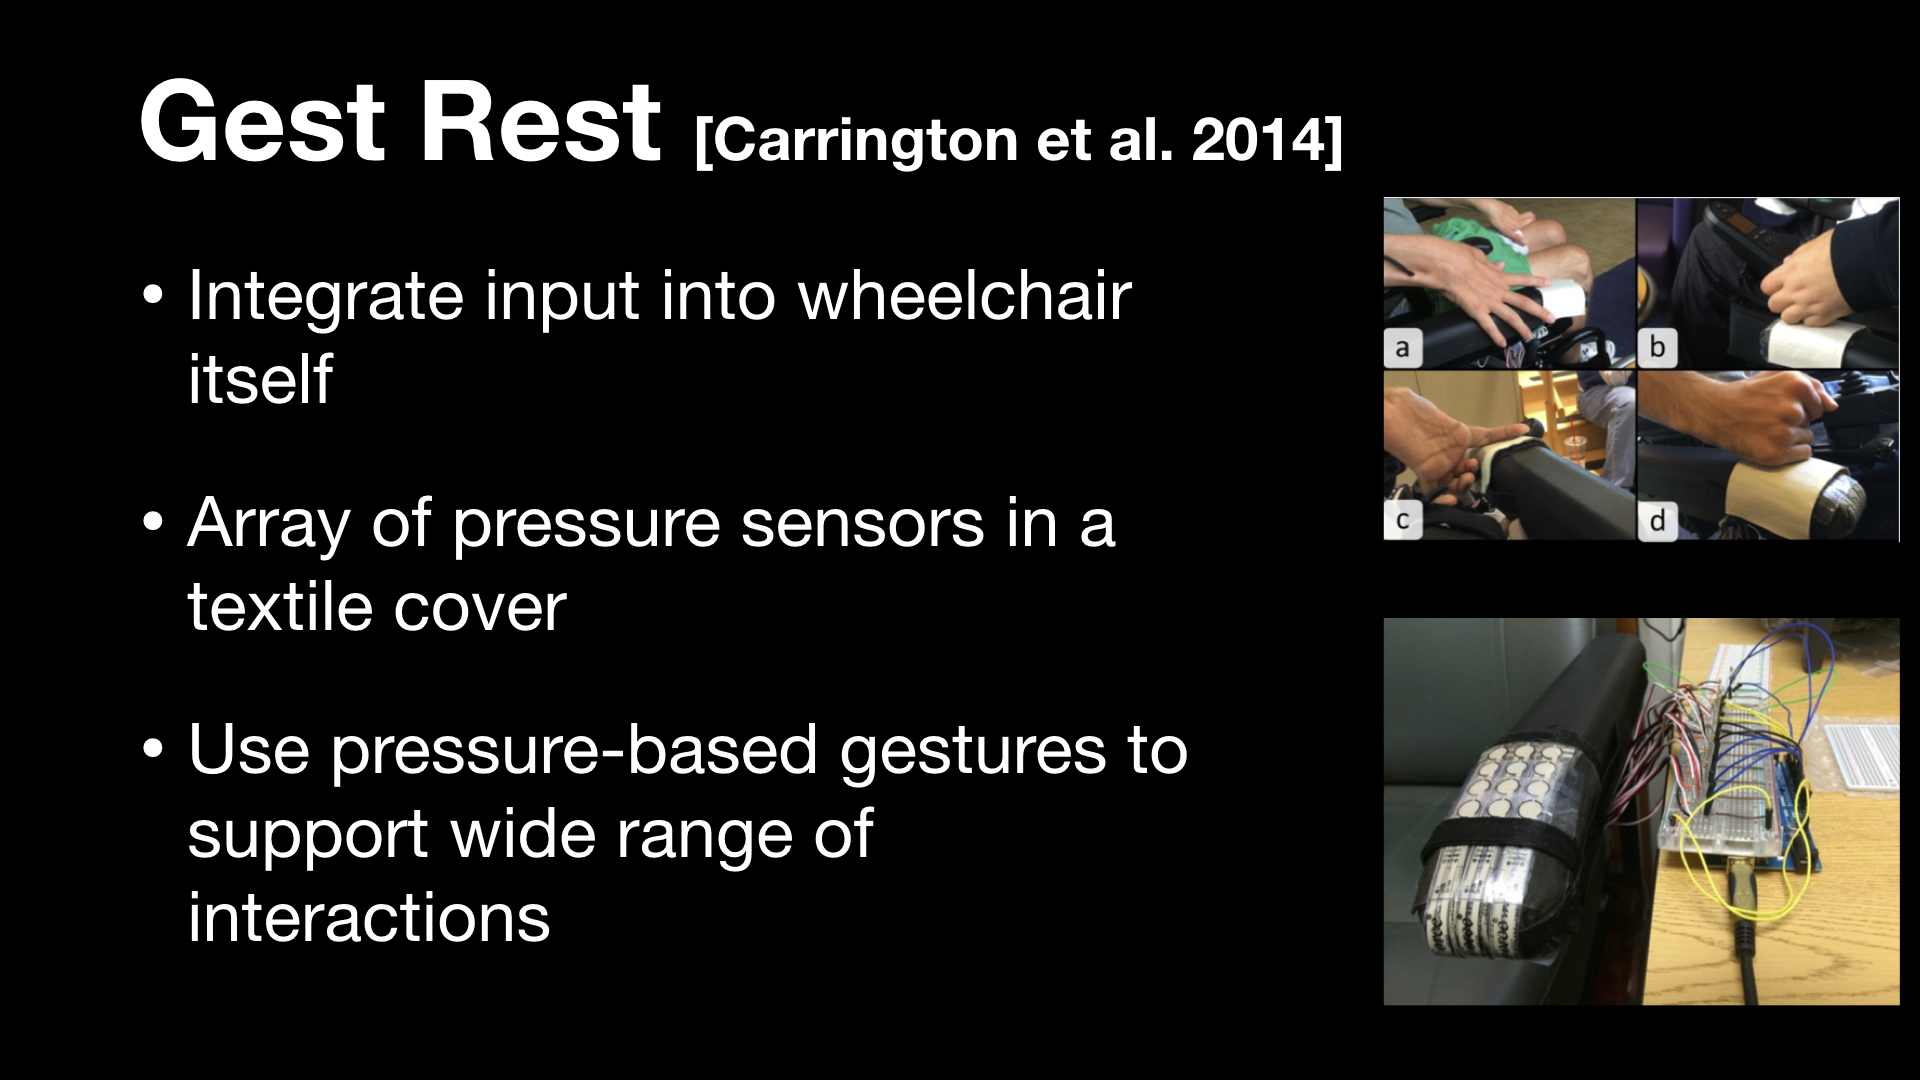 Gest Rest [Carrington et al. 2014]
• Integrate input into wheelchair
itself
• Array of pressure sensors in a
textile cover
• Use pressure-based gestures to
support wide range of
interactions
a
b
c
d